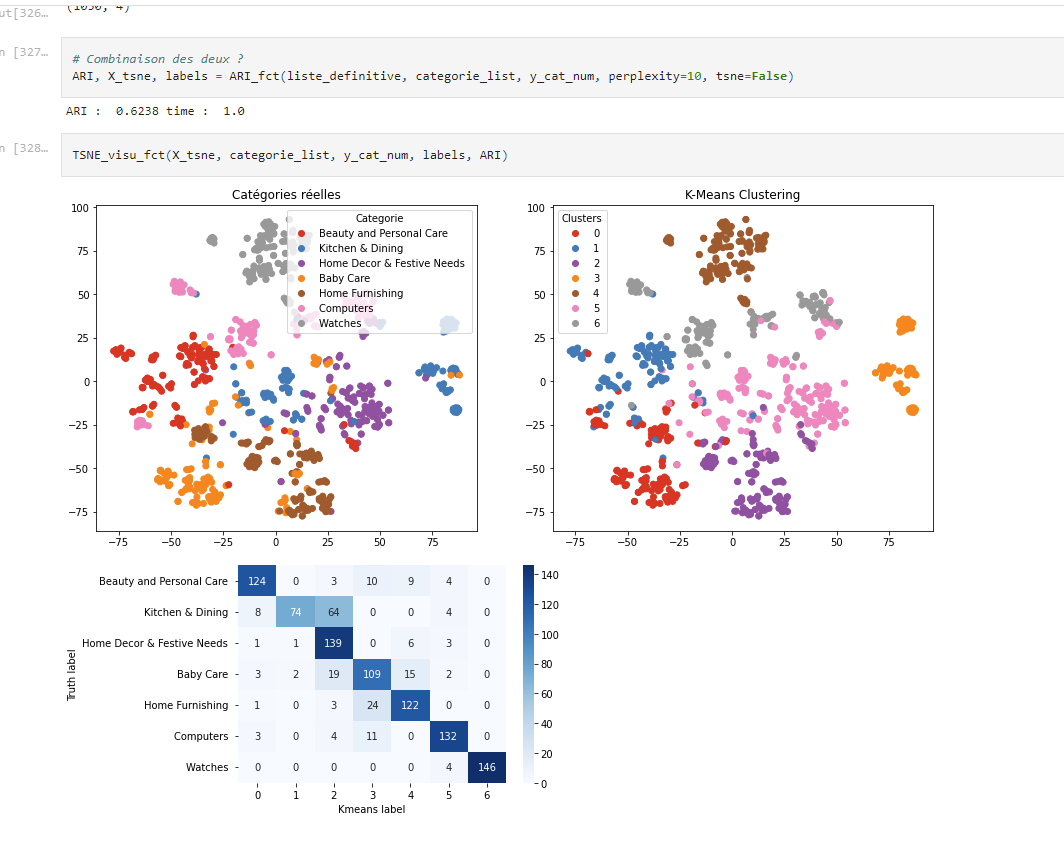 (1050, 4)
# Combinaison des deux ?
ARI, X_tsne, labels = ARI_fct(liste_definitive, categorie_list, y_cat_num, perplexity=10, tsne=False)
ARI :  0.6238 time :  1.0
TSNE_visu_fct(X_tsne, categorie_list, y_cat_num, labels, ARI)
Catégories réelles
100
75
50
25
0
−25
−50
−75
−75 −50 −25 0 25 50 75
Categorie
Beauty and Personal Care
Kitchen & Dining
Home Decor & Festive Needs
Baby Care
Home Furnishing
Computers
Watches
K-Means Clustering
100
75
50
25
0
−25
−50
−75
−75 −50 −25 0 25 50 75
Clusters
0
1
2
3
4
5
6
Truth label
Beauty and Personal Care 124 0 3 10 9 4 0
Kitchen & Dining 8 74 64 0 0 4 0
Home Decor & Festive Needs 1 1 139 0 6 3 0
Baby Care 3 2 19 109 15 2 0
Home Furnishing 1 0 3 24 122 0 0
Computers 3 0 4 11 0 132 0
Watches 0 0 0 0 0 4 146
0 1 2 3 4 5 6
Kmeans label
140
120
100
80
60
40
20
0